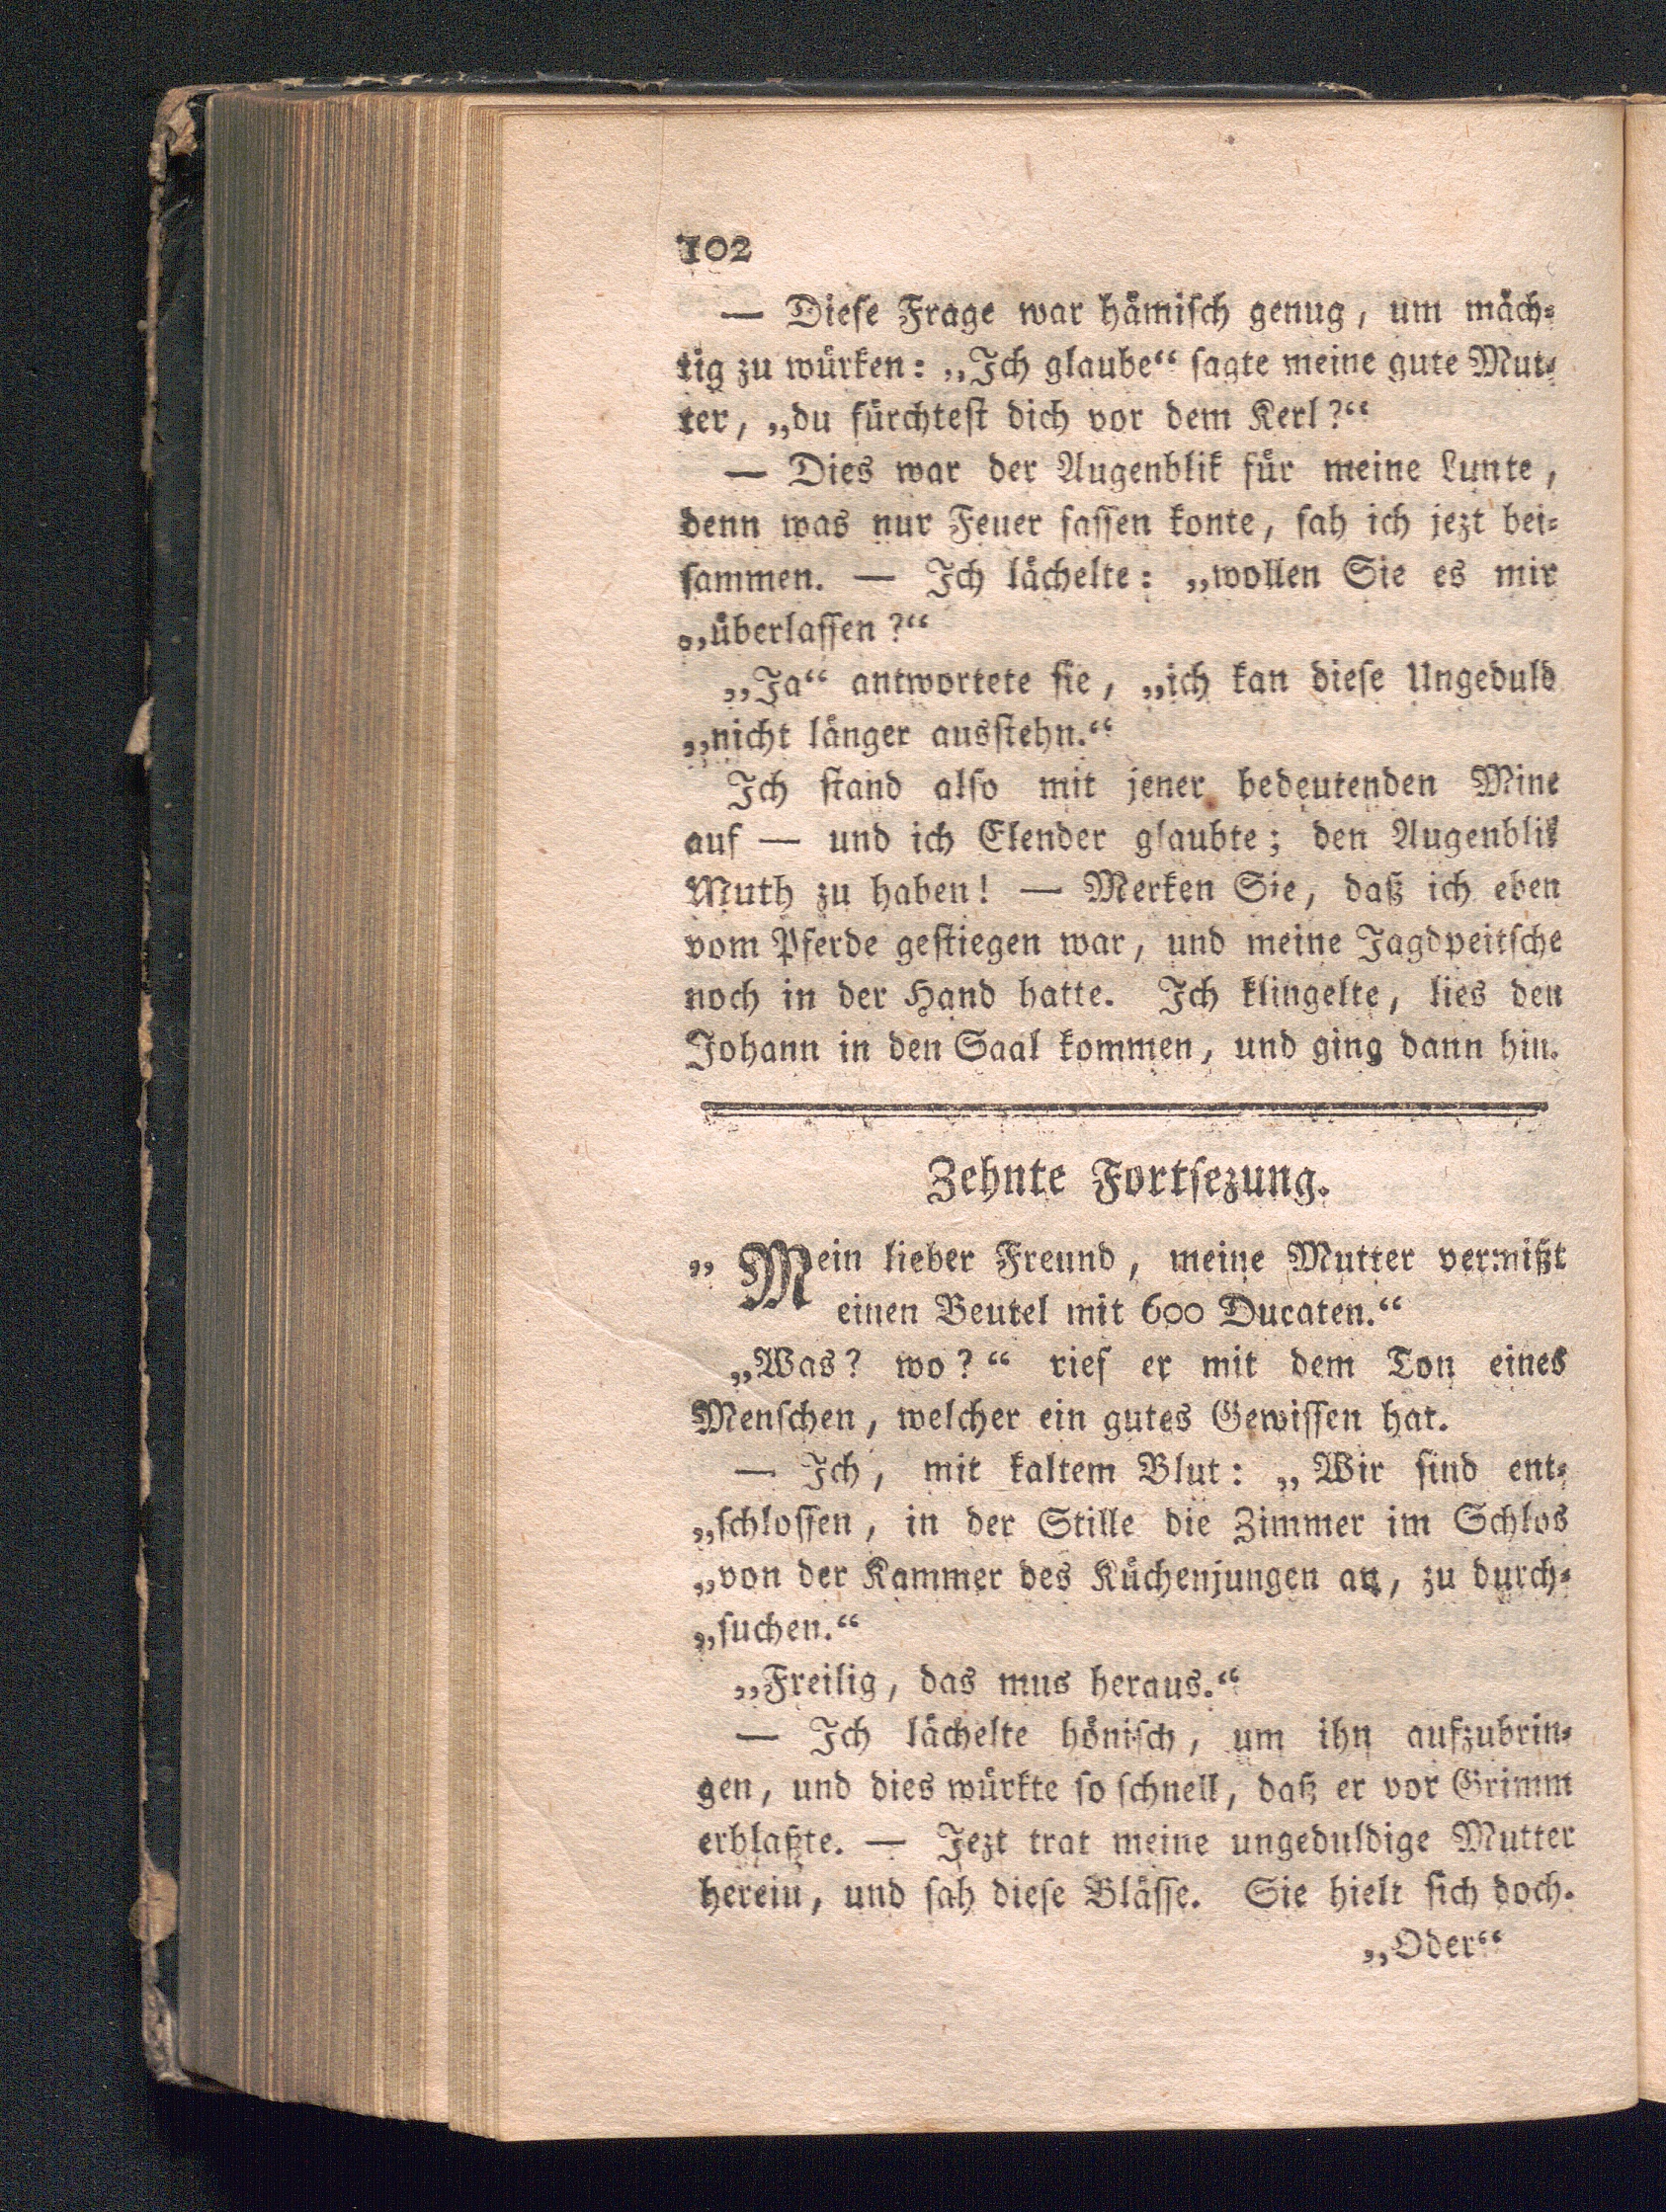 102
— Dieſe Frage war hämiſch genug, um mäch-
tig zu würken: „Ich glaube“ ſagte meine gute Mut-
ter, „du fürchteſt dich vor dem Kerl?“
— Dies war der Augenblik für meine Lunte,
denn was nur Feuer faſſen konte, ſah ich jezt bei-
ſammen. — Ich lächelte: „wollen Sie es mir
„überlaſſen?“
„Ja“ antwortete ſie, „ich kan dieſe Ungeduld
„nicht länger ausſtehn.“
Ich ſtand alſo mit jener bedeutenden Mine
auf — und ich Elender glaubte; den Augenblik
Muth zu haben! — Merken Sie, daß ich eben
vom Pferde geſtiegen war, und meine Jagdpeitſche
noch in der Hand hatte. Ich klingelte, lies den
Johann in den Saal kommen, und ging dann hin.
Zehnte Fortſezung.
„Mein lieber Freund, meine Mutter vermißt
einen Beutel mit 600 Ducaten.“
„Was? wo?“ rief er mit dem Ton eines
Menſchen, welcher ein gutes Gewiſſen hat.
— Ich, mit kaltem Blut: „Wir ſind ent-
„ſchloſſen, in der Stille die Zimmer im Schlos
„von der Kammer des Küchenjungen an, zu durch-
„ſuchen.“
„Freilig, das mus heraus.“
— Ich lächelte höniſch, um ihn aufzubrin-
gen, und dies würkte ſo ſchnell, daß er vor Grimm
erblaßte. — Jezt trat meine ungeduldige Mutter
herein, und ſah dieſe Bläſſe. Sie hielt ſich doch.
„Oder“